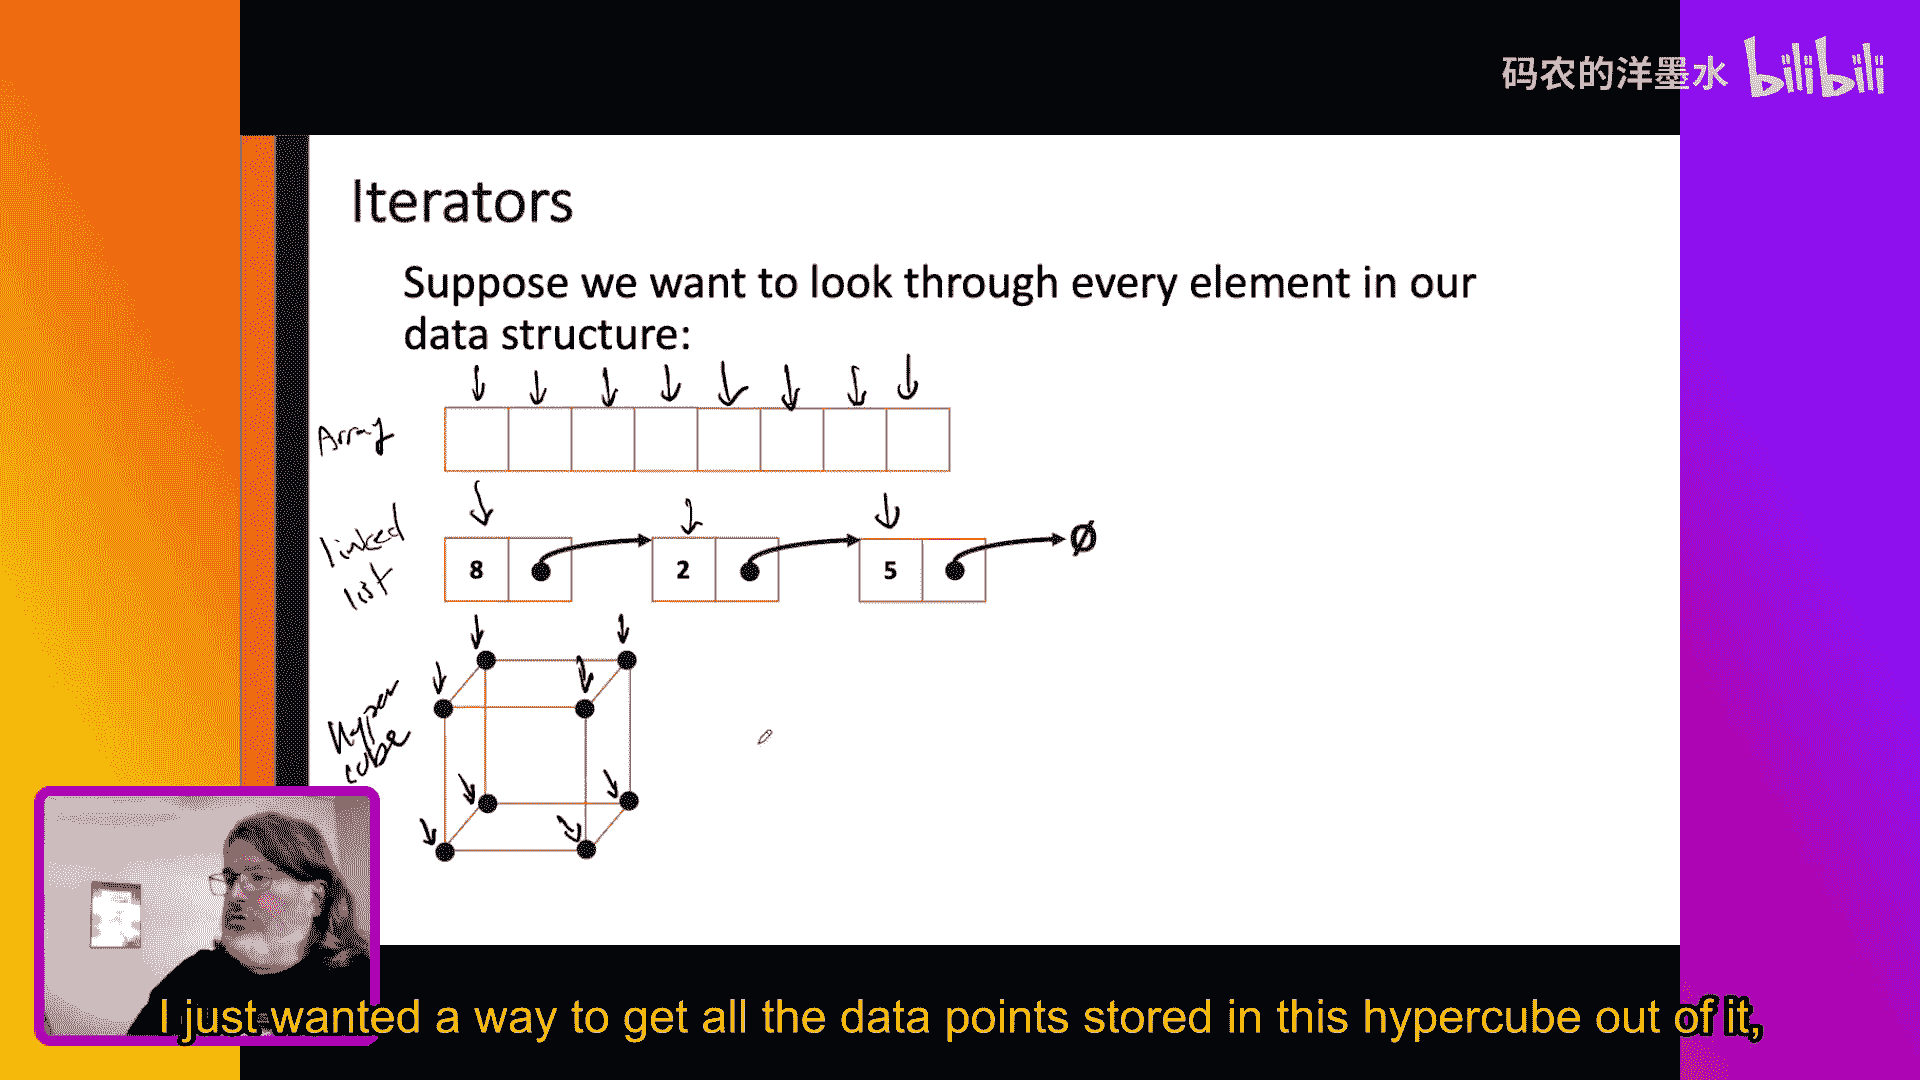 码农的洋墨水 bilibili
Iterators
Suppose we want to look through every element in our
data structure:
Array
linked
list
8 2 5 Ø
Hyper
cube
I just wanted a way to get all the data points stored in this hypercube out of it,